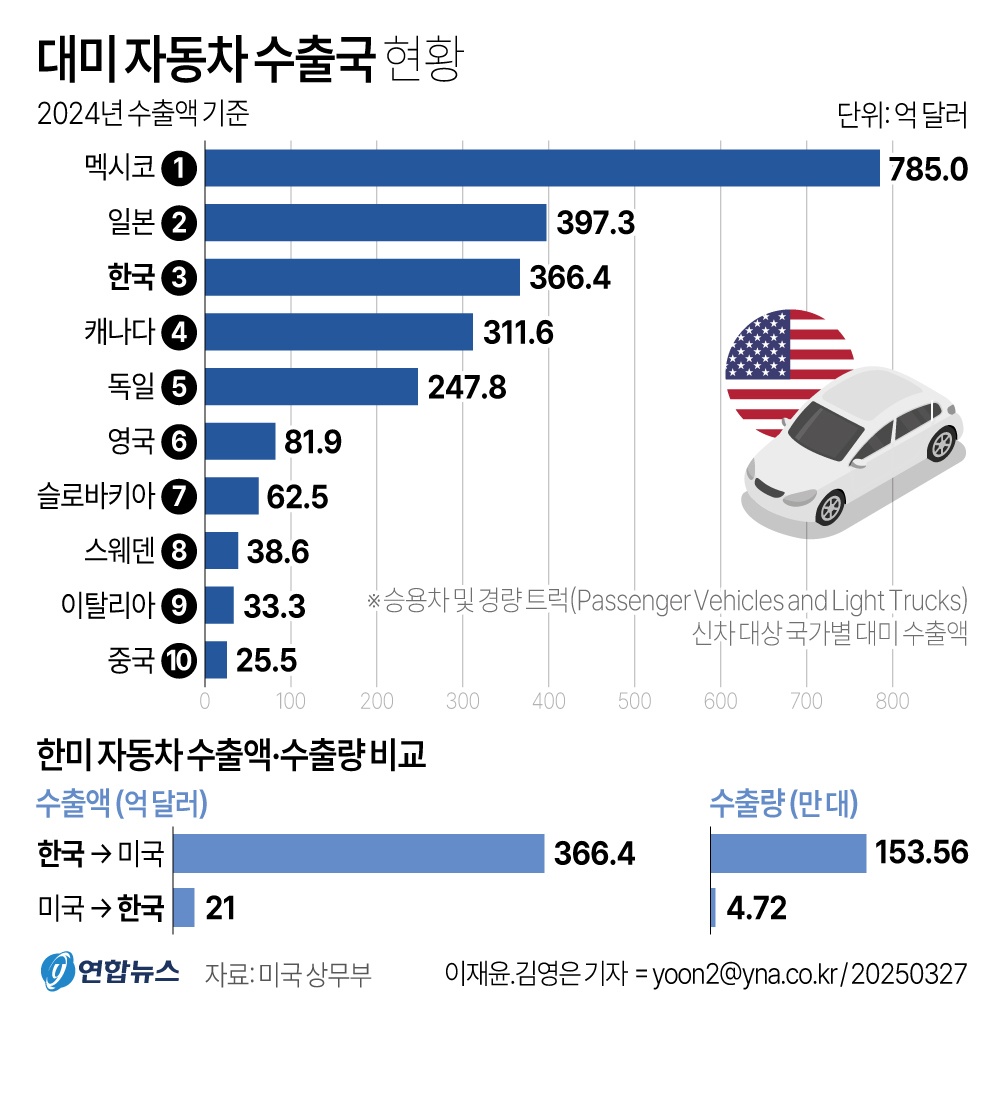 대미 자동차 수출국 현황
2024년 수출액 기준
단위: 억 달러
멕시코 1 785.0
일본 2 397.3
한국 3 366.4
캐나다 4 311.6
독일 5 247.8
영국 6 81.9
슬로바키아 7 62.5
스웨덴 8 38.6
이탈리아 9 33.3
※승용차 및 경량 트럭(Passenger Vehicles and Light Trucks)
신차 대상 국가별 대미 수출액
중국 10 25.5
0 100 200 300 400 500 600 700 800
한미 자동차 수출액·수출량 비교
수출액 (억 달러) 수출량 (만 대)
한국 → 미국 366.4 153.56
미국 → 한국 21 4.72
y 연합뉴스 자료: 미국 상무부 이재윤.김영은 기자 = yoon2@yna.co.kr / 20250327